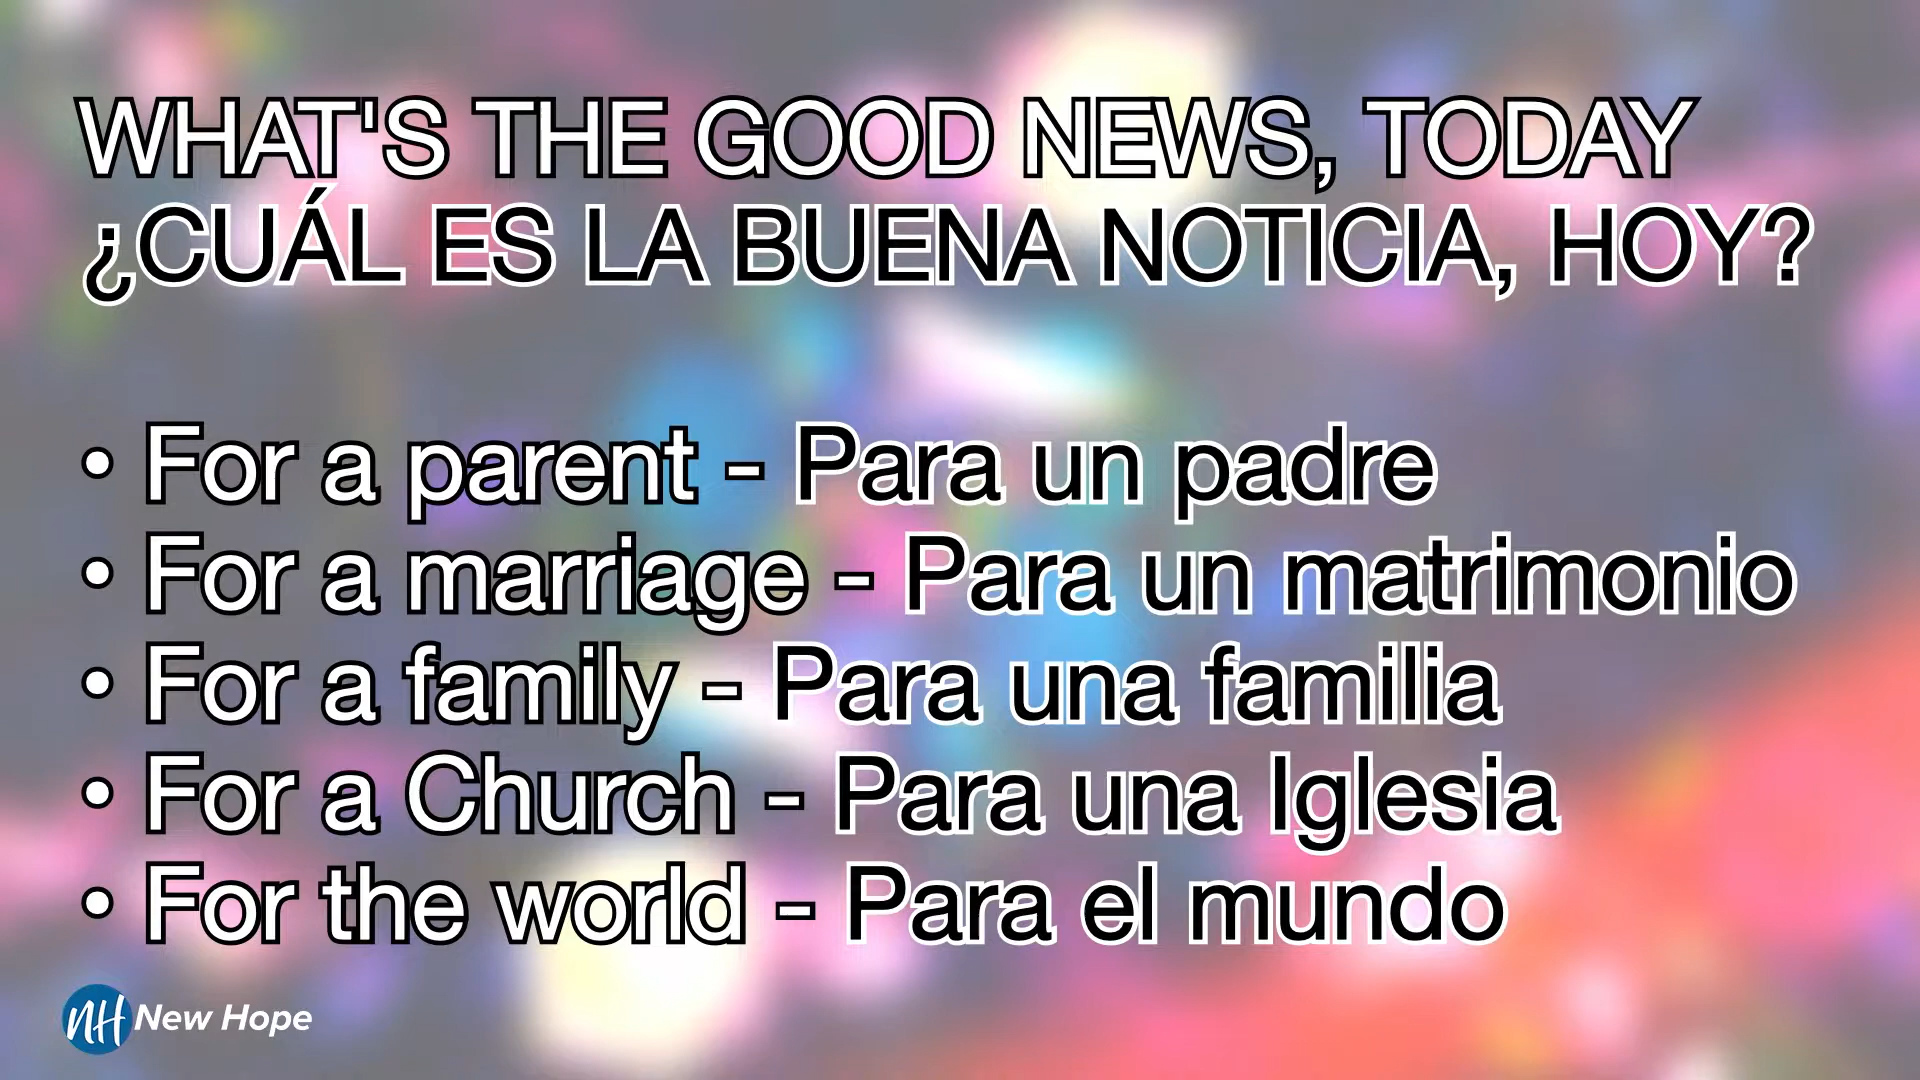 WHAT'S THE GOOD NEWS, TODAY
¿CUÁL ES LA BUENA NOTICIA, HOY?
• For a parent - Para un padre
• For a marriage - Para un matrimonio
• For a family - Para una familia
• For a Church - Para una Iglesia
• For the world - Para el mundo
NH New Hope